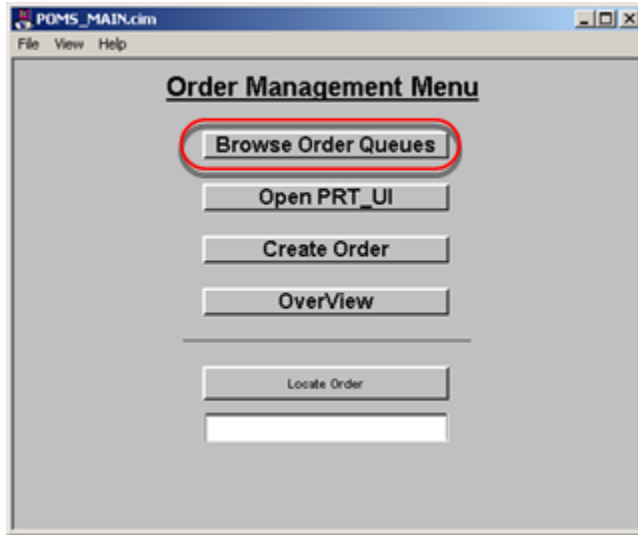 POMS_MAIN.cim
File View Help
Order Management Menu
Browse Order Queues
Open PRT_UI
Create Order
OverView
Locate Order